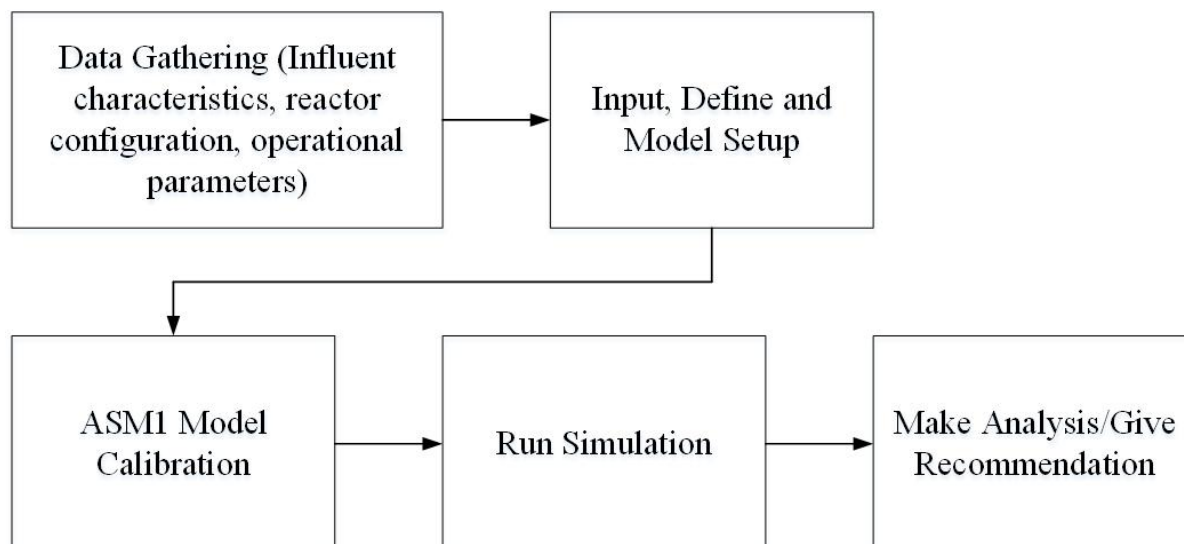 Data Gathering (Influent
characteristics, reactor
configuration, operational
parameters)
Input, Define and
Model Setup
ASM1 Model
Calibration
Run Simulation
Make Analysis/Give
Recommendation